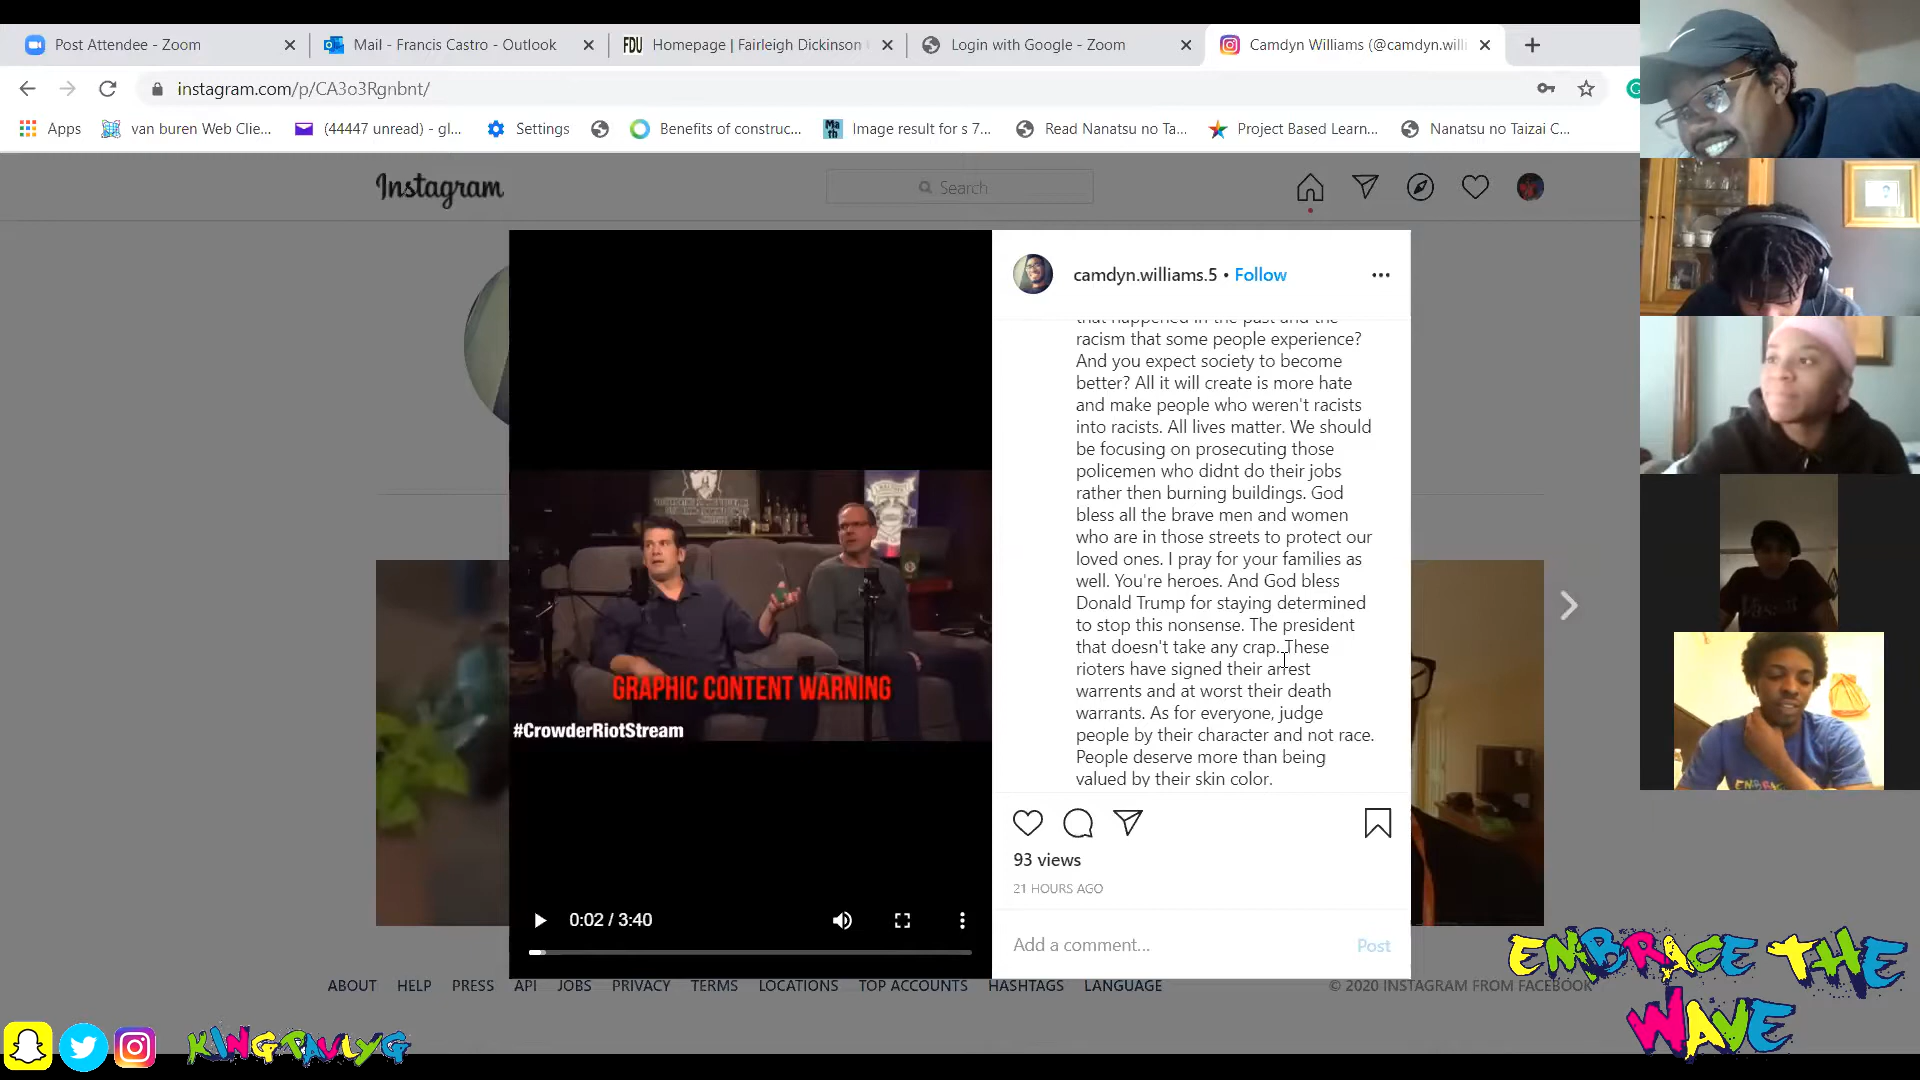 Post Attendee - Zoom
Mail - Francis Castro - Outlook
FDU Homepage | Fairleigh Dickinson
Login with Google - Zoom
Camdyn Williams (@camdyn.willi
instagram.com/p/CA3o3Rgnbnt/
Apps
van buren Web Clie...
(44447 unread) - gl...
Settings
Benefits of construc...
Image result for s 7...
Read Nanatsu no Ta...
Project Based Learn...
Nanatsu no Taizai C...
Instagram
Search
camdyn.williams.5 • Follow
that happened in the past and the
racism that some people experience?
And you expect society to become
better? All it will create is more hate
and make people who weren't racists
into racists. All lives matter. We should
be focusing on prosecuting those
policemen who didnt do their jobs
rather then burning buildings. God
bless all the brave men and women
who are in those streets to protect our
loved ones. I pray for your families as
well. You're heroes. And God bless
Donald Trump for staying determined
to stop this nonsense. The president
that doesn't take any crap. These
rioters have signed their arrest
warrents and at worst their death
warrants. As for everyone, judge
people by their character and not race.
People deserve more than being
valued by their skin color.
GRAPHIC CONTENT WARNING
#CrowderRiotStream
0:02 / 3:40
93 views
21 HOURS AGO
Add a comment...
Post
ABOUT HELP PRESS API JOBS PRIVACY TERMS LOCATIONS TOP ACCOUNTS HASHTAGS LANGUAGE
© 2020 INSTAGRAM FROM FACEBOOK
KINGPAVLYG
EMBRACE THE
WAVE